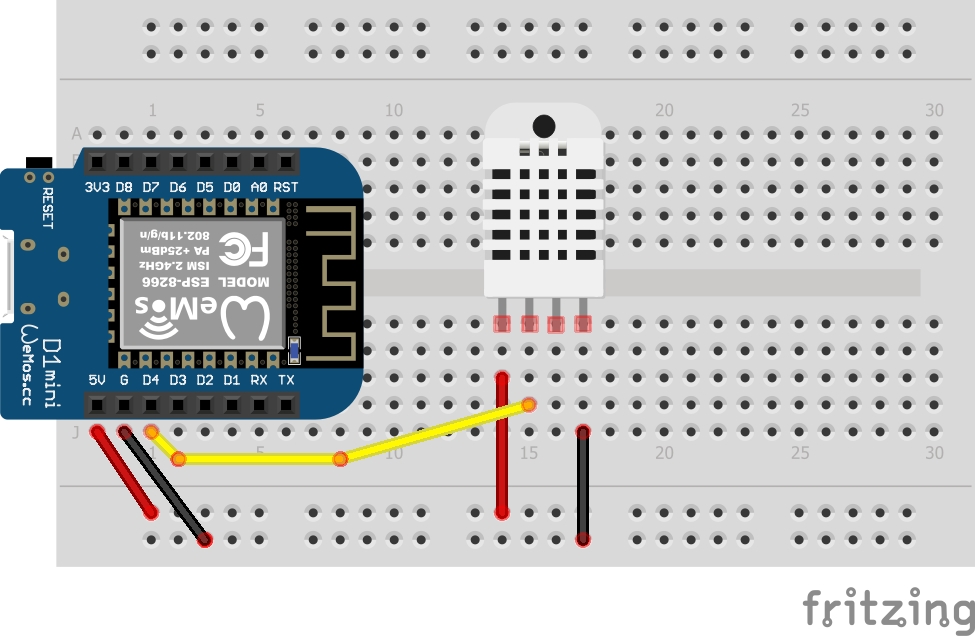 1 5 10 20 25 30
A
3V3 D8 D7 D6 D5 D0 A0 RST
RESET
FC
802.11b/g/n
PA +25dBm
ISM 2.4GHz
ESP-8266
MODEL
WeMos
D1mini
WeMos.cc
5V G D4 D3 D2 D1 RX TX
J
5 10 15 20 25 30
fritzing